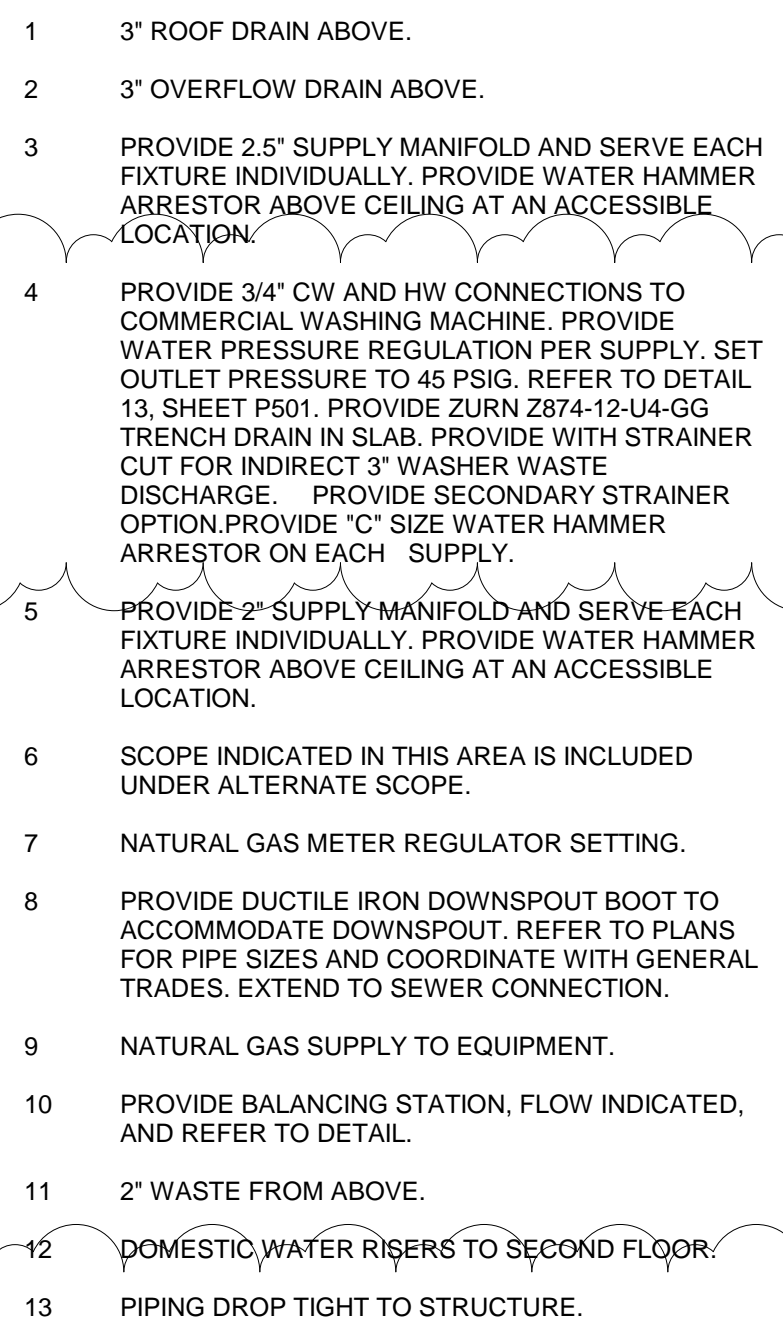 1 3" ROOF DRAIN ABOVE.
2 3" OVERFLOW DRAIN ABOVE.
3 PROVIDE 2.5" SUPPLY MANIFOLD AND SERVE EACH
FIXTURE INDIVIDUALLY. PROVIDE WATER HAMMER
ARRESTOR ABOVE CEILING AT AN ACCESSIBLE
LOCATION.
4 PROVIDE 3/4" CW AND HW CONNECTIONS TO
COMMERCIAL WASHING MACHINE. PROVIDE
WATER PRESSURE REGULATION PER SUPPLY. SET
OUTLET PRESSURE TO 45 PSIG. REFER TO DETAIL
13, SHEET P501. PROVIDE ZURN Z874-12-U4-GG
TRENCH DRAIN IN SLAB. PROVIDE WITH STRAINER
CUT FOR INDIRECT 3" WASHER WASTE
DISCHARGE. PROVIDE SECONDARY STRAINER
OPTION.PROVIDE "C" SIZE WATER HAMMER
ARRESTOR ON EACH SUPPLY.
5 PROVIDE 2" SUPPLY MANIFOLD AND SERVE EACH
FIXTURE INDIVIDUALLY. PROVIDE WATER HAMMER
ARRESTOR ABOVE CEILING AT AN ACCESSIBLE
LOCATION.
6 SCOPE INDICATED IN THIS AREA IS INCLUDED
UNDER ALTERNATE SCOPE.
7 NATURAL GAS METER REGULATOR SETTING.
8 PROVIDE DUCTILE IRON DOWNSPOUT BOOT TO
ACCOMMODATE DOWNSPOUT. REFER TO PLANS
FOR PIPE SIZES AND COORDINATE WITH GENERAL
TRADES. EXTEND TO SEWER CONNECTION.
9 NATURAL GAS SUPPLY TO EQUIPMENT.
10 PROVIDE BALANCING STATION, FLOW INDICATED,
AND REFER TO DETAIL.
11 2" WASTE FROM ABOVE.
12 DOMESTIC WATER RISERS TO SECOND FLOOR.
13 PIPING DROP TIGHT TO STRUCTURE.